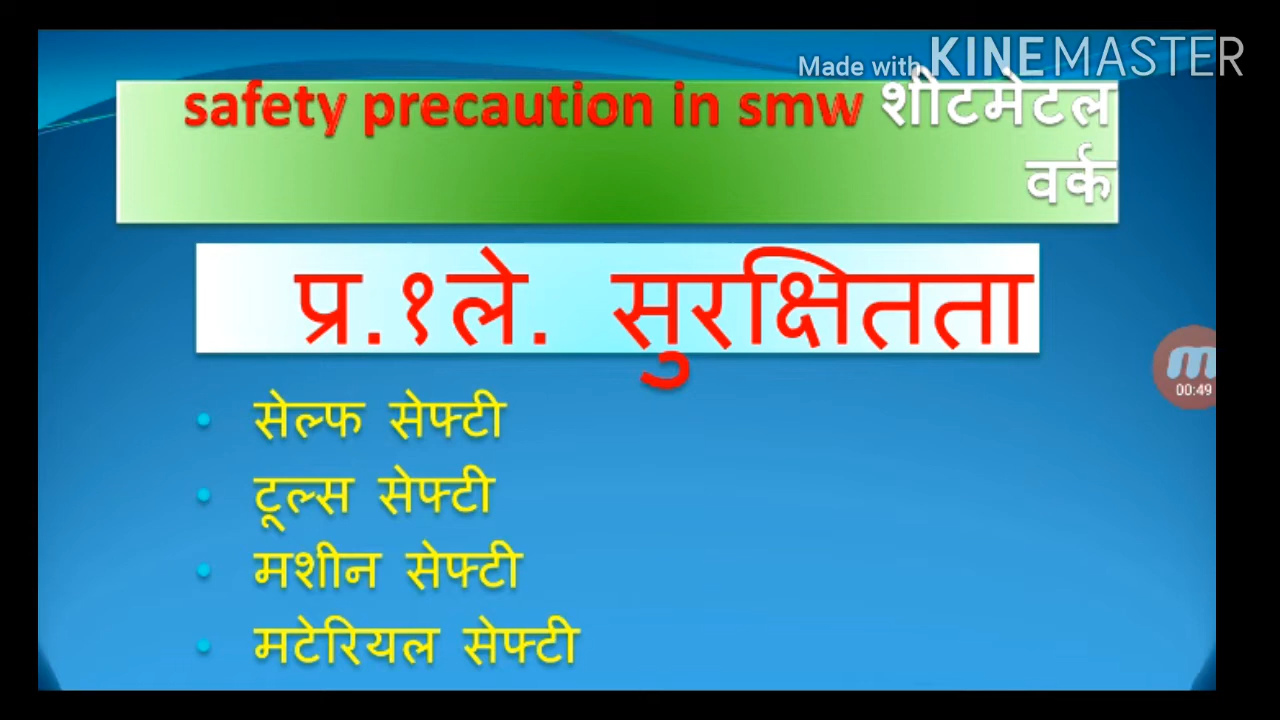 Made with KINEMASTER
safety precaution in smw शीटमेटल
वर्क
प्र.१ले. सुरक्षितता
• सेल्फ सेफ्टी
• टूल्स सेफ्टी
• मशीन सेफ्टी
• मटेरियल सेफ्टी
00:49